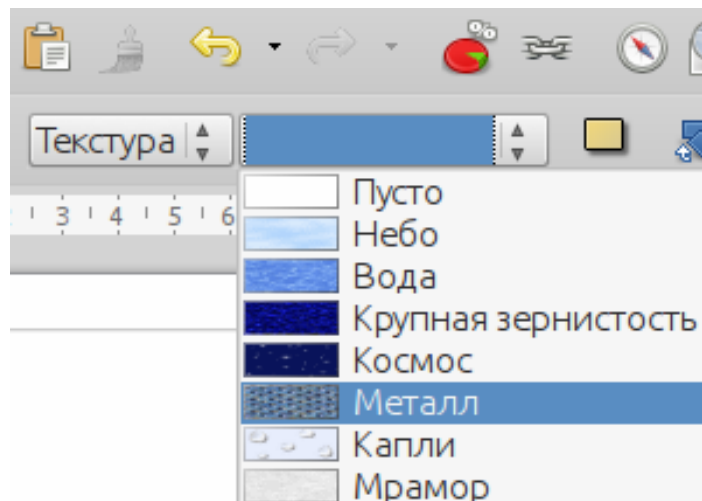 Текстура
3 4 5 6
Пусто
Небо
Вода
Крупная зернистость
Космос
Металл
Капли
Мрамор